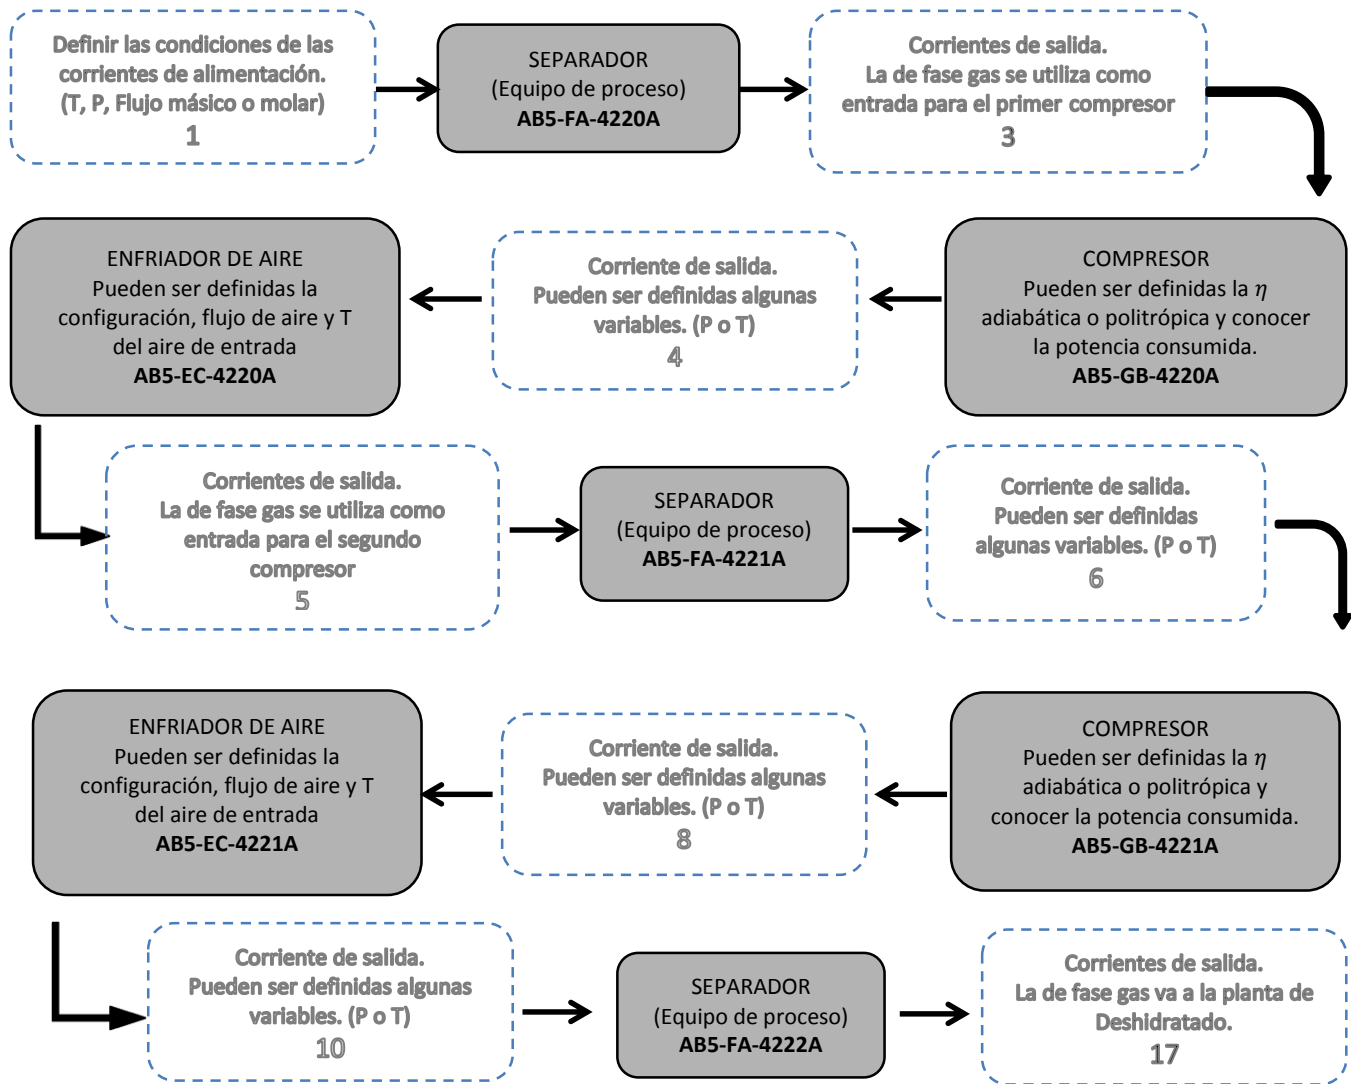 Definir las condiciones de las
corrientes de alimentación.
(T, P, Flujo másico o molar)
1
SEPARADOR
(Equipo de proceso)
AB5-FA-4220A
Corrientes de salida.
La de fase gas se utiliza como
entrada para el primer compresor
3
COMPRESOR
Pueden ser definidas la η
adiabática o politrópica y conocer
la potencia consumida.
AB5-GB-4220A
Corriente de salida.
Pueden ser definidas algunas
variables. (P o T)
4
ENFRIADOR DE AIRE
Pueden ser definidas la
configuración, flujo de aire y T
del aire de entrada
AB5-EC-4220A
Corrientes de salida.
La de fase gas se utiliza como
entrada para el segundo
compresor
5
SEPARADOR
(Equipo de proceso)
AB5-FA-4221A
Corriente de salida.
Pueden ser definidas
algunas variables. (P o T)
6
COMPRESOR
Pueden ser definidas la η
adiabática o politrópica y
conocer la potencia consumida.
AB5-GB-4221A
Corriente de salida.
Pueden ser definidas algunas
variables. (P o T)
8
ENFRIADOR DE AIRE
Pueden ser definidas la
configuración, flujo de aire y T
del aire de entrada
AB5-EC-4221A
Corriente de salida.
Pueden ser definidas algunas
variables. (P o T)
10
SEPARADOR
(Equipo de proceso)
AB5-FA-4222A
Corrientes de salida.
La de fase gas va a la planta de
Deshidratado.
17